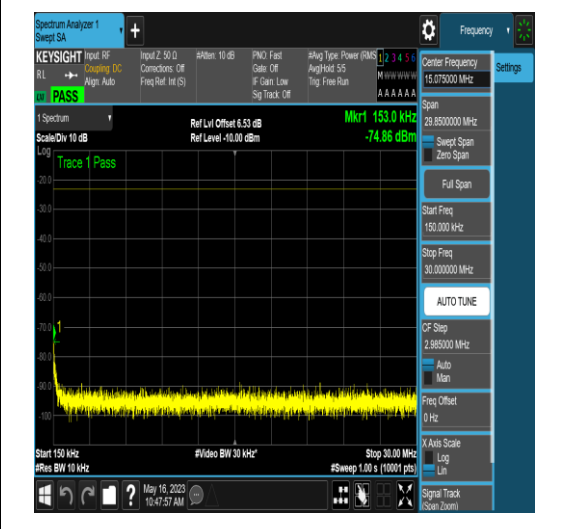 Spectrum Analyzer 1
Swept SA
+
Frequency
KEYSIGHT
RL
PASS
Input: RF
Coupling: DC
Align: Auto
Input Z: 50 Ω
Corrections: Off
Freq Ref: Int (S)
#Atten: 10 dB
PNO: Fast
Gate: Off
IF Gain: Low
Sig Track: Off
#Avg Type: Power (RMS
Avg|Hold: 5/5
Trig: Free Run
1 2 3 4 5 6
M w w w w w
A A A A A A
1 Spectrum
Scale/Div 10 dB
Log
Ref Lvl Offset 6.53 dB
Ref Level -10.00 dBm
Mkr1 153.0 kHz
-74.86 dBm
Trace 1 Pass
-20.0
-30.0
-40.0
-50.0
-60.0
-70.0
-80.0
-90.0
-100
1
Start 150 kHz
#Res BW 10 kHz
#Video BW 30 kHz*
Stop 30.00 MHz
#Sweep 1.00 s (10001 pts)
May 16, 2023
10:47:57 AM
?
Center Frequency
15.075000 MHz
Settings
Span
29.8500000 MHz
Swept Span
Zero Span
Full Span
Start Freq
150.000 kHz
Stop Freq
30.000000 MHz
AUTO TUNE
CF Step
2.985000 MHz
Auto
Man
Freq Offset
0 Hz
X Axis Scale
Log
Lin
Signal Track
(Span Zoom)